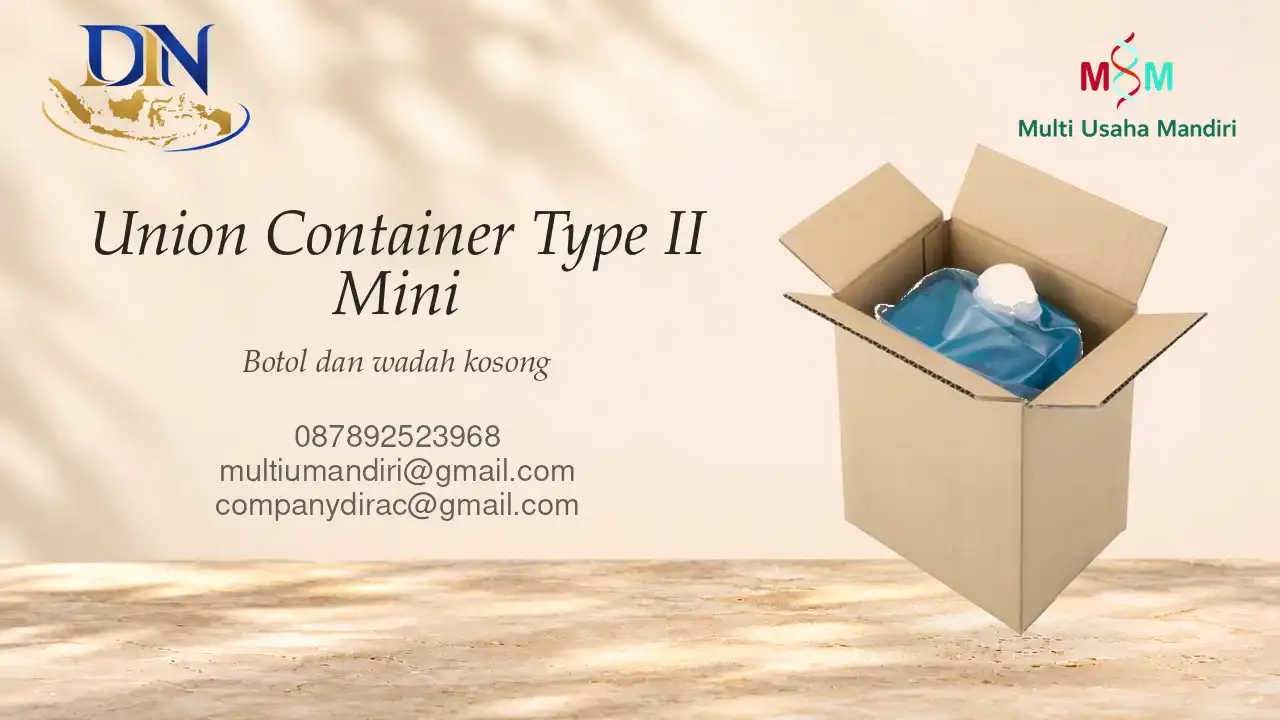 DN
M M
Multi Usaha Mandiri
Union Container Type II
Mini
Botol dan wadah kosong
087892523968
multiumandiri@gmail.com
companydirac@gmail.com